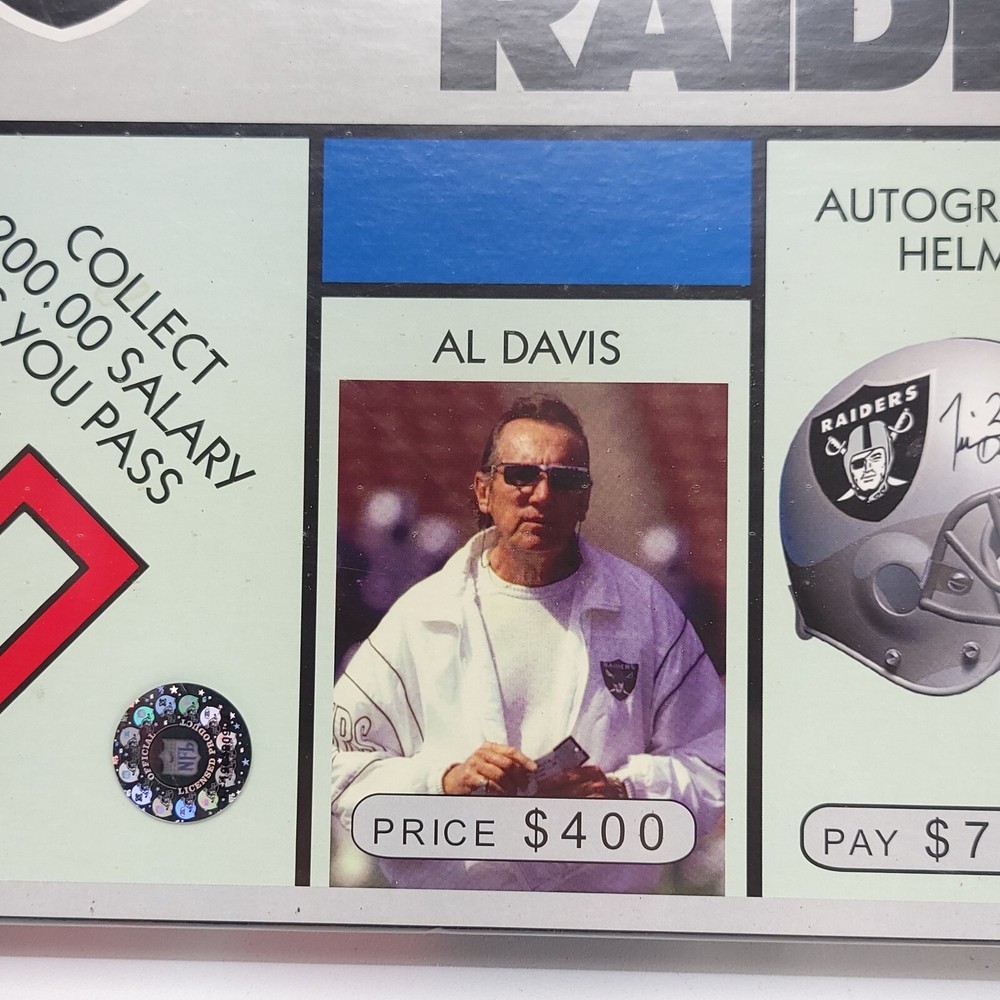 RAIDE
COLLECT
200.00 SALARY
YOU PASS
AL DAVIS
RAIDERS
RS
PRICE $400
AUTOGR
HELM
RAIDERS
PAY $7
OFFICIAL
LICENSED PRODUCT
NFL